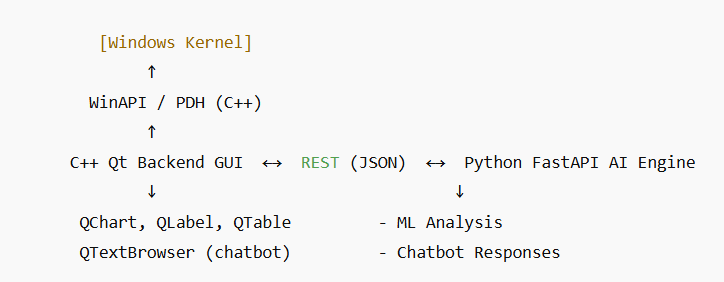 [Windows Kernel]
↑
WinAPI / PDH (C++)
↑
C++ Qt Backend GUI ↔ REST (JSON) ↔ Python FastAPI AI Engine
↓ ↓
QChart, QLabel, QTable - ML Analysis
QTextBrowser (chatbot) - Chatbot Responses